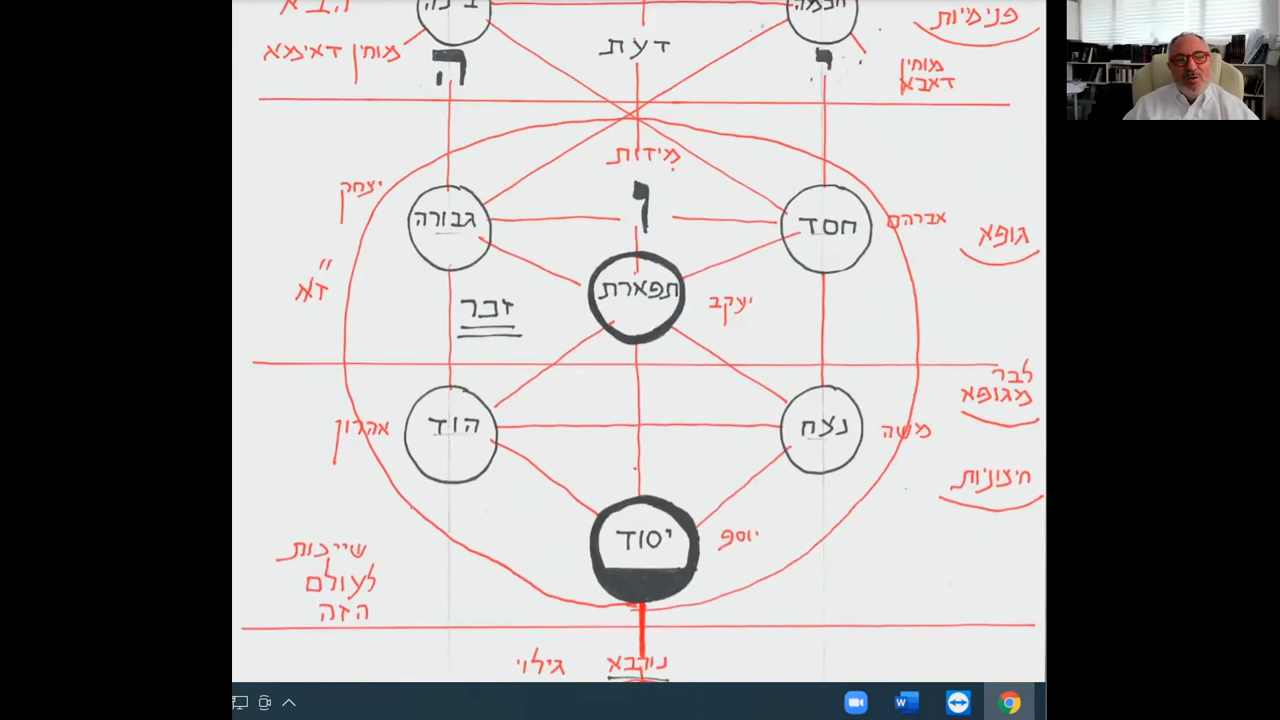 פנימיות
מוחין דאימא
ה
דעת
י
מוחין
דאבא
מידות
יצחק
גבורה
ו
חסד
אברהם
גופא
ז"א
זכר
תפארת
יעקב
לבר
מגופא
אהרון
הוד
נצח
משה
חיצוניות
יסוד
יוסף
שייכות
לעולם
הזה
גילוי
נוקבא